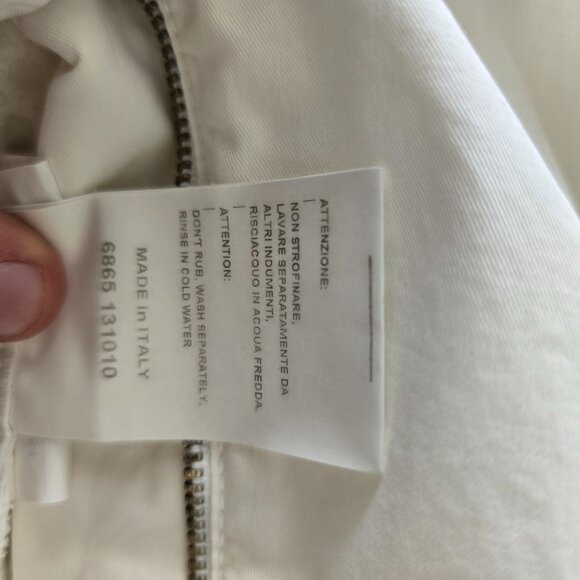 ATTENZIONE:
NON STROFINARE.
LAVARE SEPARATAMENTE DA
ALTRI INDUMENTI.
RISCIACQUO IN ACQUA FREDDA.
ATTENTION:
DON'T RUB. WASH SEPARATELY.
RINSE IN COLD WATER
MADE in ITALY
6865 131010